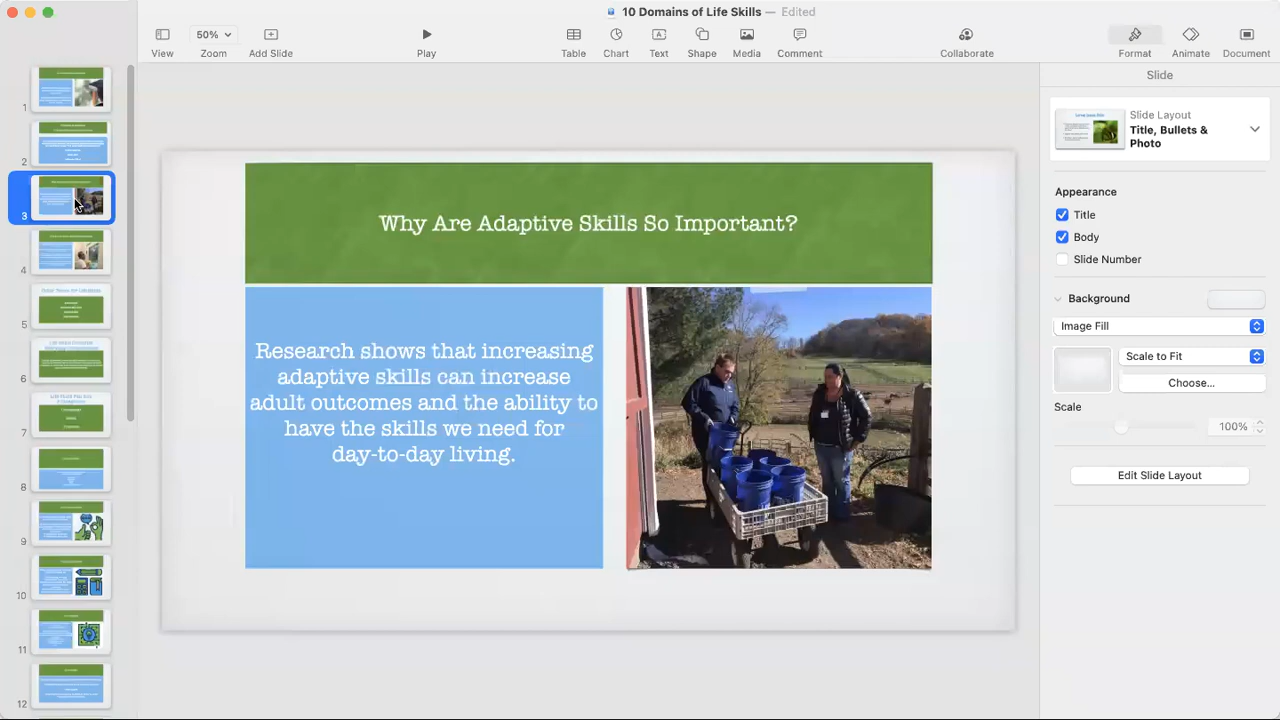 10 Domains of Life Skills — Edited
50%
View
Zoom
Add Slide
Play
Table
Chart
Text
Shape
Media
Comment
Collaborate
Format
Animate
Document
1
2
3
4
5
6
7
8
9
10
11
12
Why Are Adaptive Skills So Important?
Research shows that increasing
adaptive skills can increase
adult outcomes and the ability to
have the skills we need for
day-to-day living.
Slide
Slide Layout
Title, Bullets &
Photo
Appearance
Title
Body
Slide Number
Background
Image Fill
Scale to Fit
Choose...
Scale
100%
Edit Slide Layout